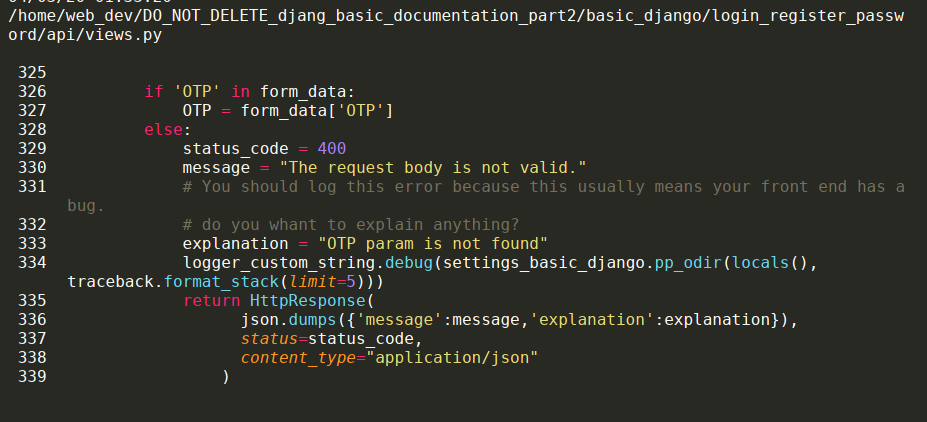 /home/web_dev/DO_NOT_DELETE_djang_basic_documentation_part2/basic_django/login_register_passw
ord/api/views.py
325
326 if 'OTP' in form_data:
327 OTP = form_data['OTP']
328 else:
329 status_code = 400
330 message = "The request body is not valid."
331 # You should log this error because this usually means your front end has a
bug.
332 # do you want to explain anything?
333 explanation = "OTP param is not found"
334 logger_custom_string.debug(settings_basic_django.pp_odir(locals(),
traceback.format_stack(limit=5)))
335 return HttpResponse(
336 json.dumps({'message':message,'explanation':explanation}),
337 status=status_code,
338 content_type="application/json"
339 )